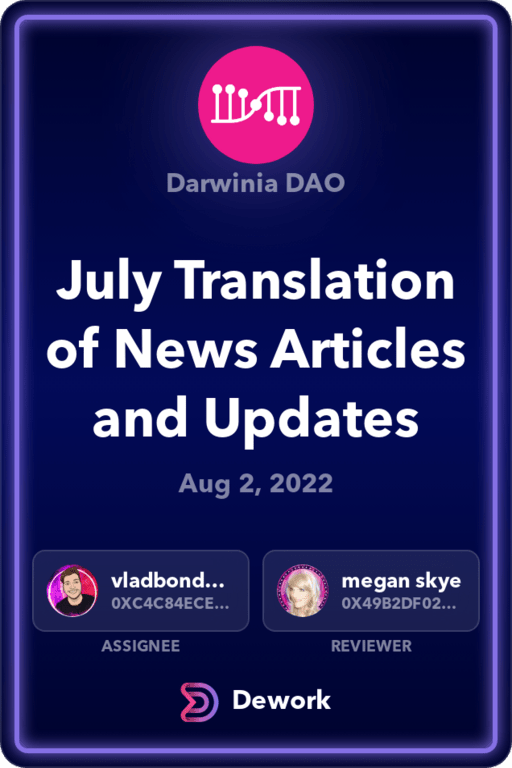 Darwinia DAO
July Translation
of News Articles
and Updates
Aug 2, 2022
vladbond...
0XC4C84ECE...
ASSIGNEE
megan skye
0X49B2DF02...
REVIEWER
Dework